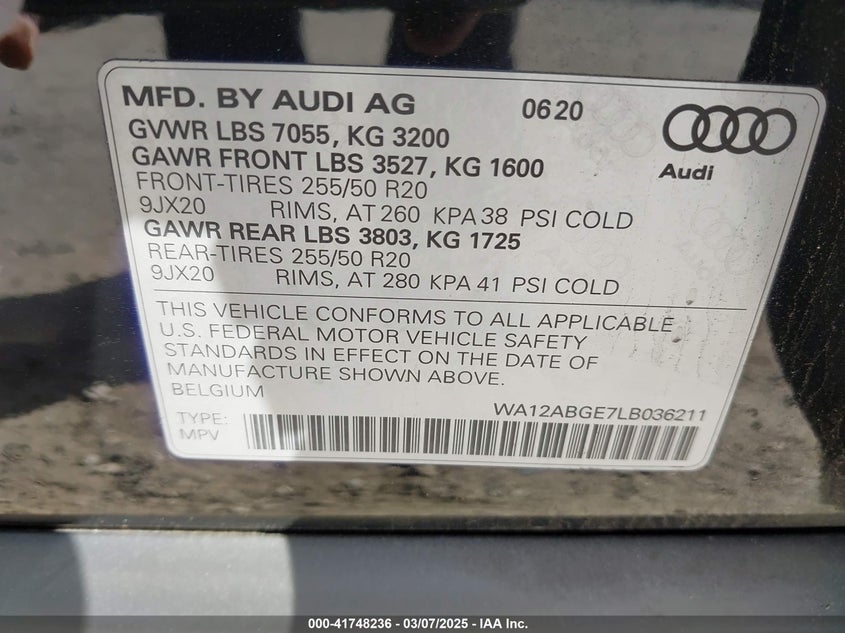 MFD. BY AUDI AG 0620
GVWR LBS 7055, KG 3200
GAWR FRONT LBS 3527, KG 1600
FRONT-TIRES 255/50 R20
9JX20 RIMS, AT 260 KPA 38 PSI COLD
GAWR REAR LBS 3803, KG 1725
REAR-TIRES 255/50 R20
9JX20 RIMS, AT 280 KPA 41 PSI COLD
Audi
THIS VEHICLE CONFORMS TO ALL APPLICABLE
U.S. FEDERAL MOTOR VEHICLE SAFETY
STANDARDS IN EFFECT ON THE DATE OF
MANUFACTURE SHOWN ABOVE.
BELGIUM
WA12ABGE7LB036211
TYPE:
MPV
000-41748236 - 03/07/2025 - IAA Inc.